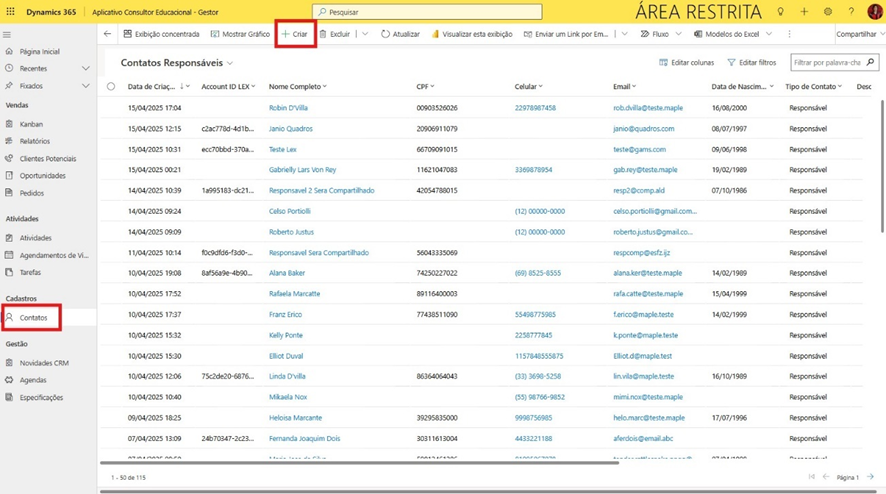 Dynamics 365 Aplicativo Consultor Educacional - Gestor Pesquisar ÁREA RESTRITA
Exibição concentrada Mostrar Gráfico Criar Excluir Atualizar Visualizar esta exibição Enviar um Link por Em... Fluxo Modelos do Excel Compartilhar
Página Inicial
Recentes
Fixados
Vendas
Kanban
Relatórios
Clientes Potenciais
Oportunidades
Pedidos
Atividades
Atividades
Agendamentos de Vi...
Tarefas
Cadastros
Contatos
Gestão
Novidades CRM
Agendas
Especificações
Contatos Responsáveis Editar colunas Editar filtros Filtrar por palavra-cha
Data de Criaç... Account ID LEX Nome Completo CPF Celular Email Data de Nascim... Tipo de Contato Desc
15/04/2025 17:04 Robin D'Villa 00903526026 22978987458 rob.dvilla@teste.maple 16/08/2000 Responsável
15/04/2025 12:15 c2ac778d-4d1b... Janio Quadros 20906911079 janio@quadros.com 08/07/1997 Responsável
15/04/2025 10:31 ecc70bbd-370a... Teste Lex 66709091015 teste@gams.com 09/06/1998 Responsável
15/04/2025 00:21 Gabrielly Lars Von Rey 11621047083 3369878954 gab.rey@teste.maple 19/02/1989 Responsável
14/04/2025 10:39 1a995183-dc21... Responsavel 2 Sera Compartilhado 42054788015 resp2@comp.ald 07/10/1986 Responsável
14/04/2025 09:24 Celso Portiolli (12) 00000-0000 celso.portiolli@gmail.com... Responsável
14/04/2025 09:09 Roberto Justus (12) 00000-0000 roberto.justus@gmail.co... Responsável
11/04/2025 10:14 f0c9dfd6-f3d0-... Responsavel Sera Compartilhado 56043335069 respcomp@esfz.ijz Responsável
10/04/2025 19:08 8af56a9e-4b90... Alana Baker 74250227022 (69) 8525-8555 alana.ker@teste.maple 14/02/1989 Responsável
10/04/2025 17:52 Rafaela Marcatte 89116400003 rafa.catte@teste.maple 15/04/1999 Responsável
10/04/2025 17:37 Franz Erico 77438511090 55498775985 f.erico@maple.teste 14/02/1999 Responsável
10/04/2025 15:32 Kelly Ponte 2258777845 k.ponte@maple.teste Responsável
10/04/2025 15:30 Elliot Duval 1157848555875 Elliot.d@maple.test Responsável
10/04/2025 12:06 75c2de20-6876... Linda D'villa 86364064043 (33) 3698-5258 lin.vila@maple.teste 16/10/1989 Responsável
10/04/2025 10:40 Mikaela Nox (55) 98766-9852 mimi.nox@teste.maple Responsável
09/04/2025 18:25 Heloisa Marcante 39295835000 9998756985 helo.marc@teste.maple 17/07/1996 Responsável
07/04/2025 13:09 24b70347-2c23... Fernanda Joaquim Dois 30311613004 4433221188 aferdois@email.abc Responsável
1 - 50 de 115 Página 1